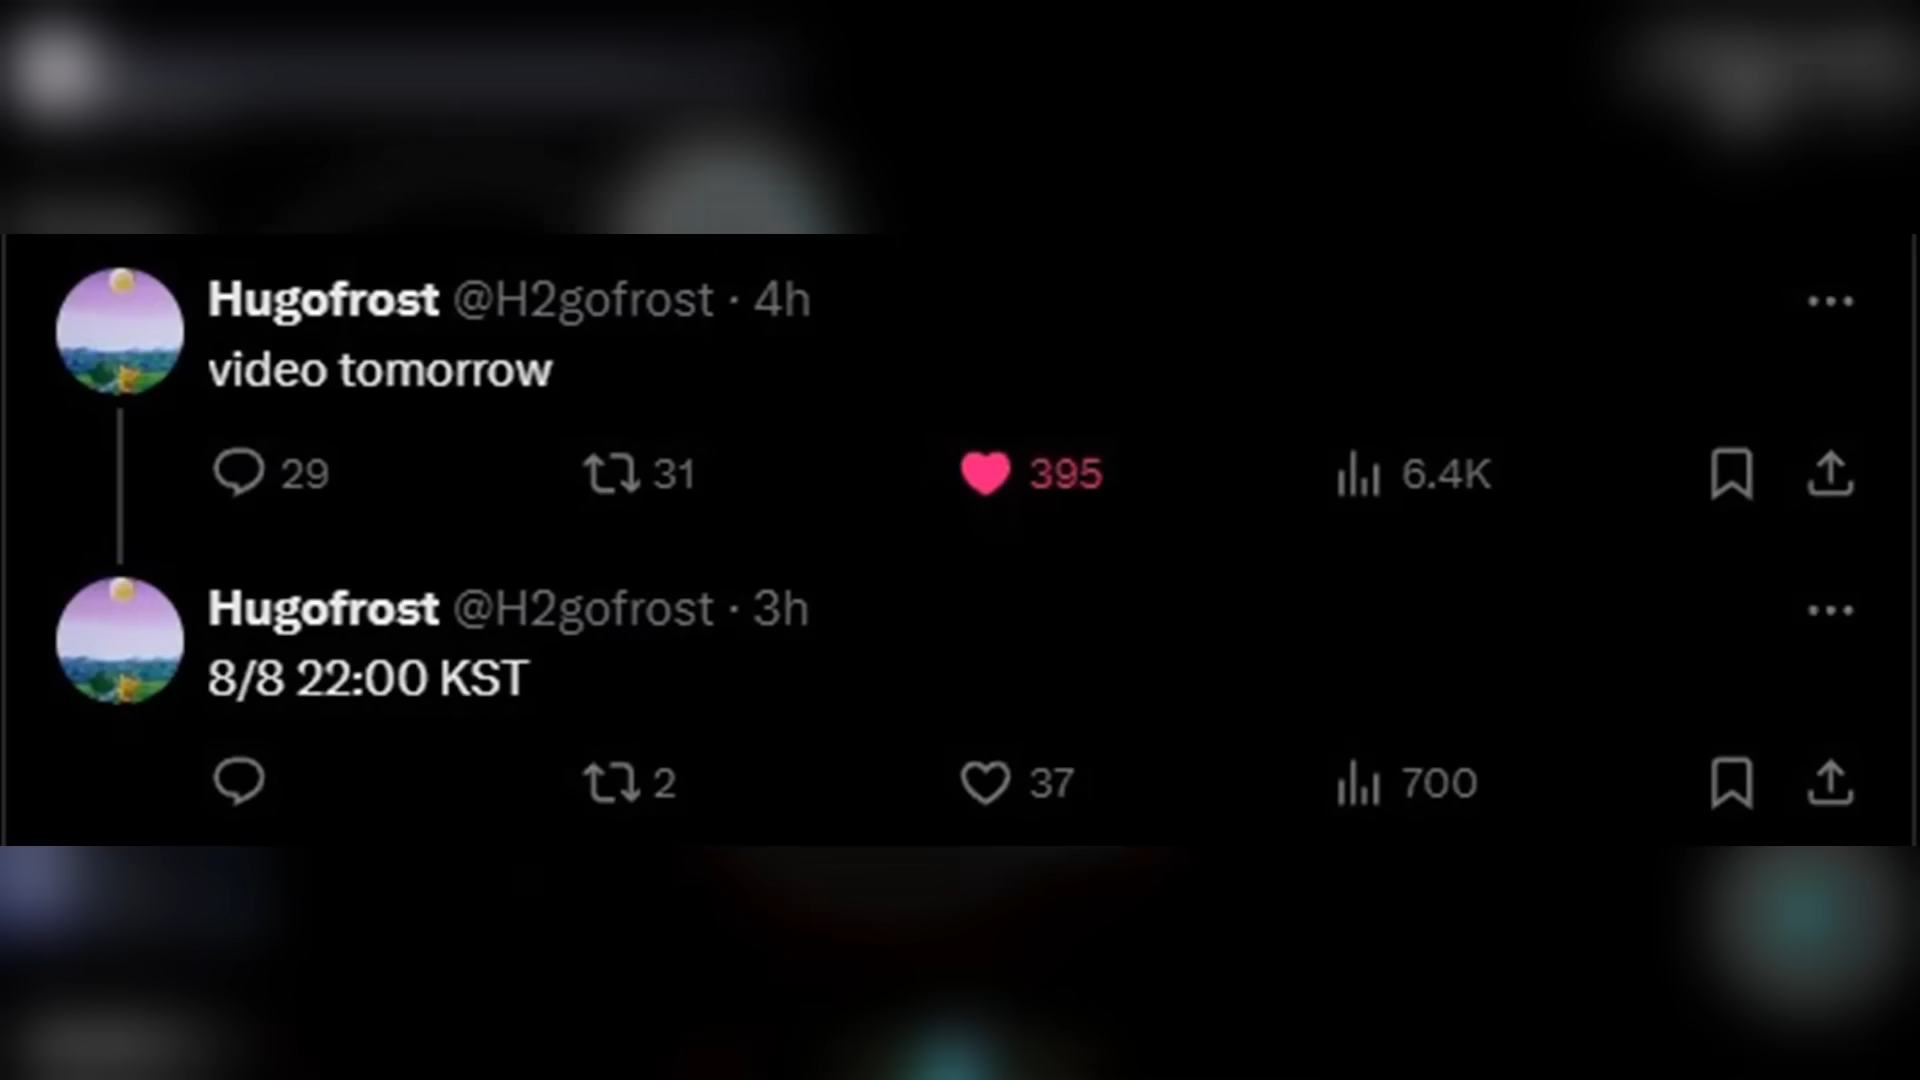 Hugofrost @H2gofrost · 4h
video tomorrow
29 31 395 6.4K
Hugofrost @H2gofrost · 3h
8/8 22:00 KST
2 37 700